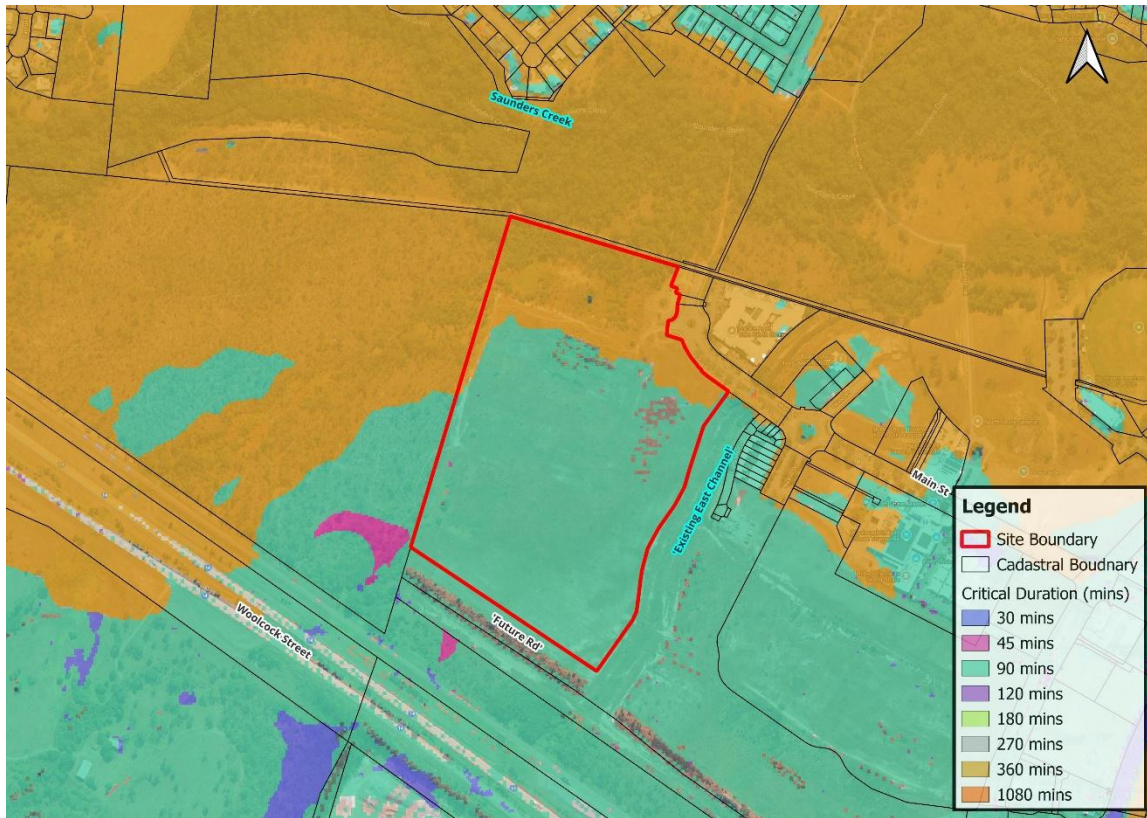 Saunders Creek
'Existing East Channel'
Main St
Woolcock Street
'Future Rd'
Legend
Site Boundary
Cadastral Boudnary
Critical Duration (mins)
30 mins
45 mins
90 mins
120 mins
180 mins
270 mins
360 mins
1080 mins